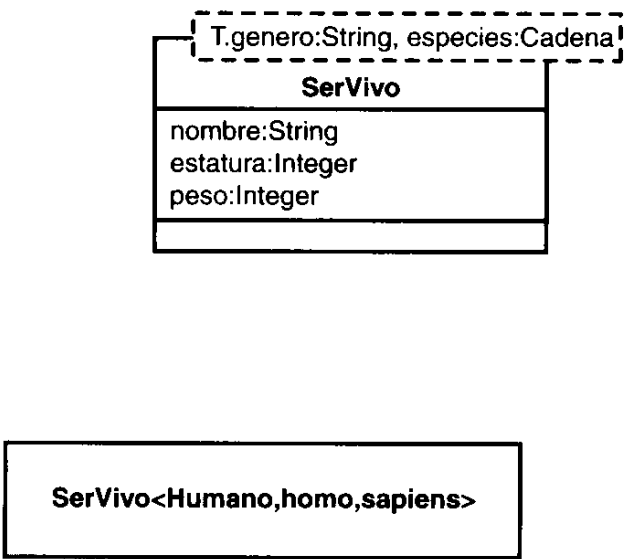 T.genero:String, especies:Cadena
SerVivo
nombre:String
estatura:Integer
peso:Integer
SerVivo<Humano,homo,sapiens>